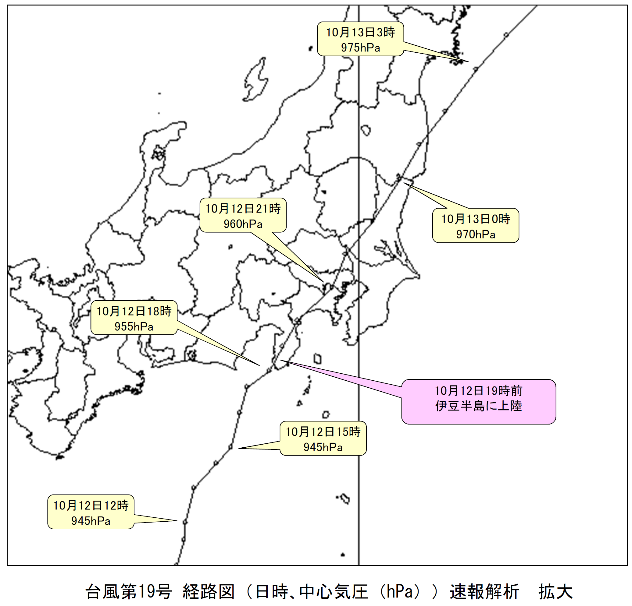 10月13日3時
975hPa
10月12日21時
960hPa
10月13日0時
970hPa
10月12日18時
955hPa
10月12日19時前
伊豆半島に上陸
10月12日15時
945hPa
10月12日12時
945hPa
台風第19号 経路図（日時、中心気圧（hPa））速報解析　拡大